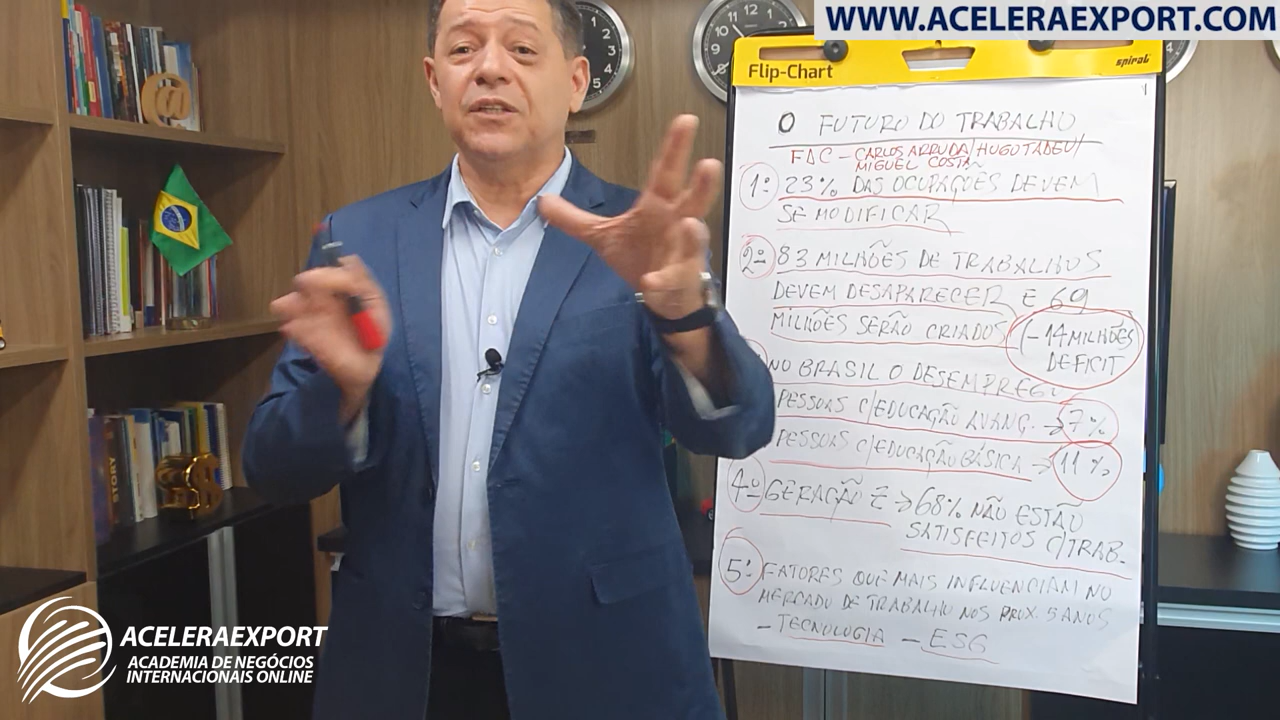 WWW.ACELERAEXPORT.COM
Flip-Chart
spiral
O FUTURO DO TRABALHO
FDC - CARLOS ARRUDA/HUGO TADEU/
MIGUEL COSTA
1º 23% DAS OCUPAÇÕES DEVEM
SE MODIFICAR
2º 83 MILHÕES DE TRABALHOS
DEVEM DESAPARECER E 69
MILHÕES SERÃO CRIADOS (-14 MILHÕES
DEFICIT
NO BRASIL O DESEMPREGO
PESSOAS C/EDUCAÇÃO AVANÇ. → 7%
PESSOAS C/EDUCAÇÃO BÁSICA → 11%
4º GERAÇÃO Z → 68% NÃO ESTÃO
SATISFEITOS C/TRAB.
5º FATORES QUE MAIS INFLUENCIAM NO
MERCADO DE TRABALHO NOS PROX. 5 ANOS
- TECNOLOGIA - ESG
STORY
ACELERAEXPORT
ACADEMIA DE NEGÓCIOS
INTERNACIONAIS ONLINE